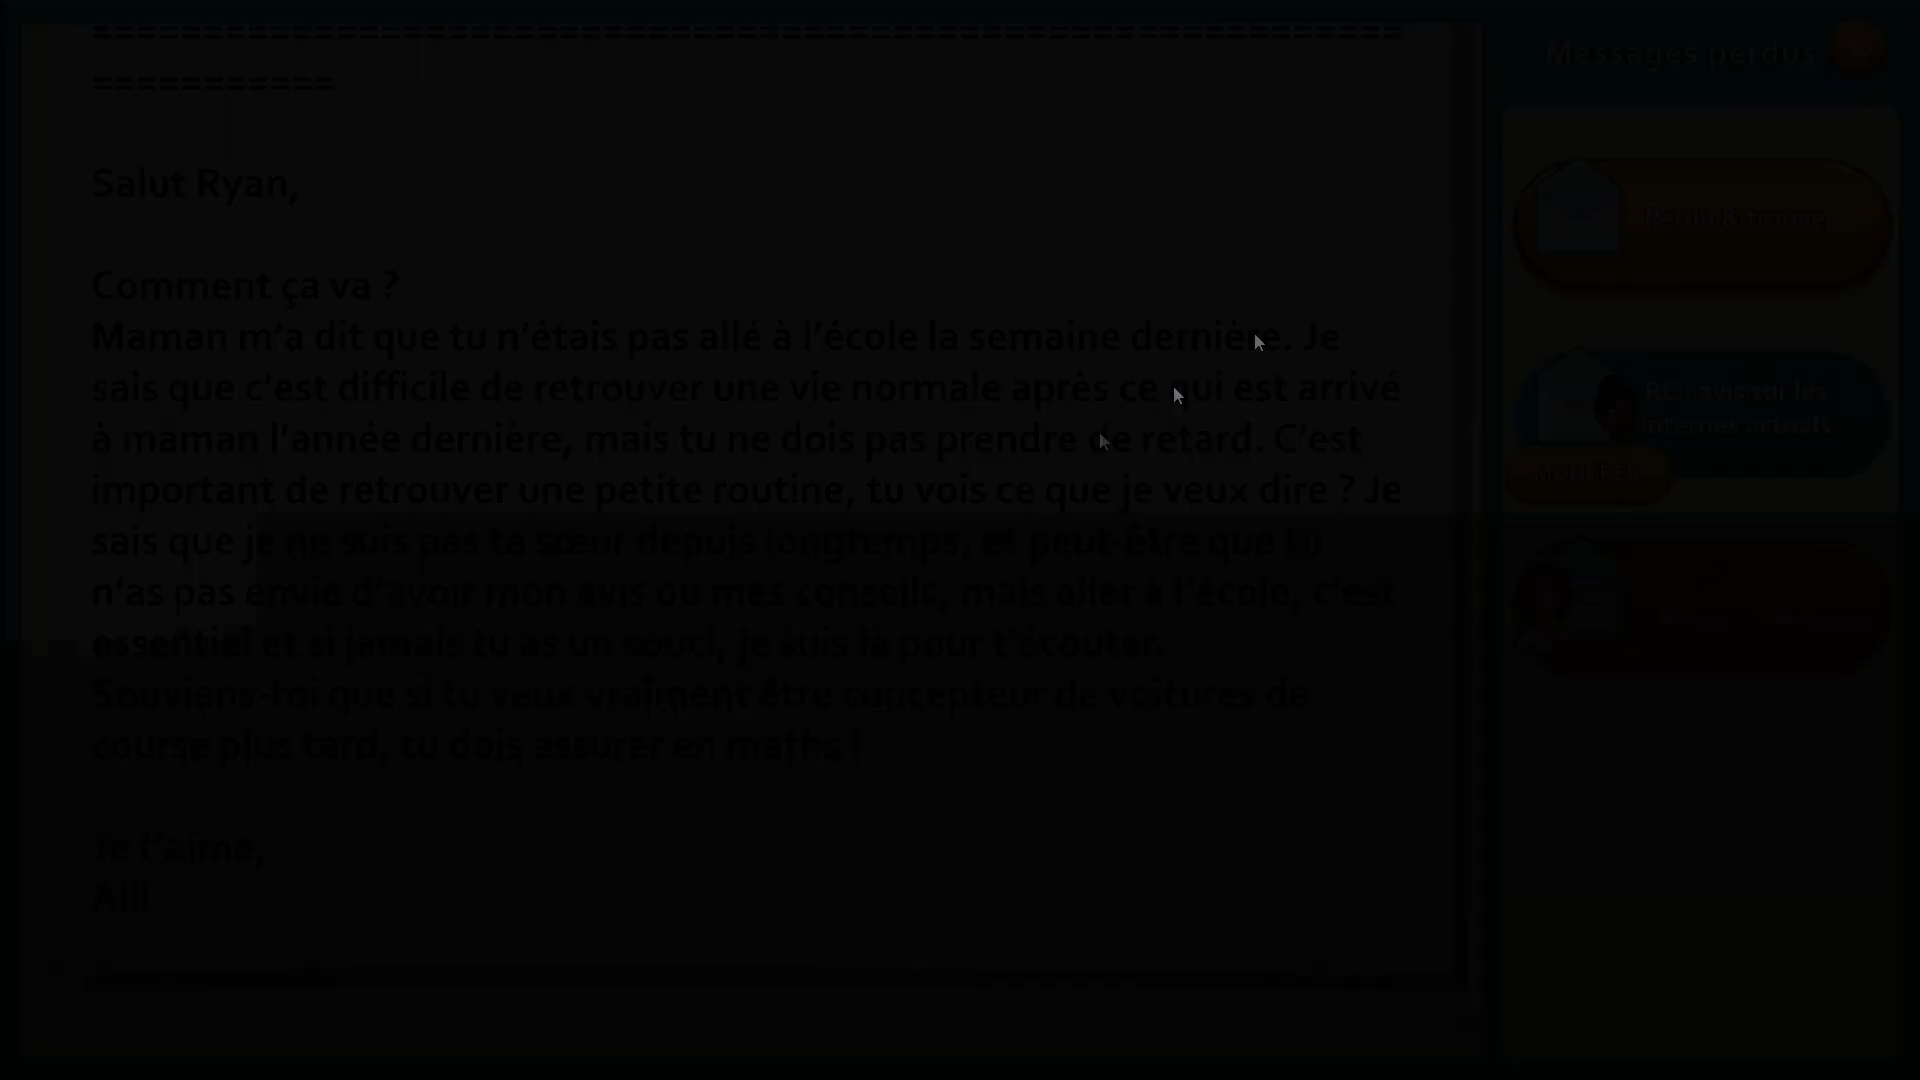 ==========================================================
===========
Salut Ryan,
Comment ça va ?
Maman m'a dit que tu n'étais pas allé à l'école la semaine dernière. Je
sais que c'est difficile de retrouver une vie normale après ce qui est arrivé
à maman l'année dernière, mais tu ne dois pas prendre de retard. C'est
important de retrouver une petite routine, tu vois ce que je veux dire ? Je
sais que je ne suis pas ta sœur depuis longtemps, et peut-être que tu
n'as pas envie d'avoir mon avis ou mes conseils, mais aller à l'école, c'est
essentiel et si jamais tu as un souci, je suis là pour t'écouter.
Souviens-toi que si tu veux vraiment être concepteur de voitures de
course plus tard, tu dois assurer en maths !
Je t'aime,
Messages perdus
RE : avis sur les
internes actuels